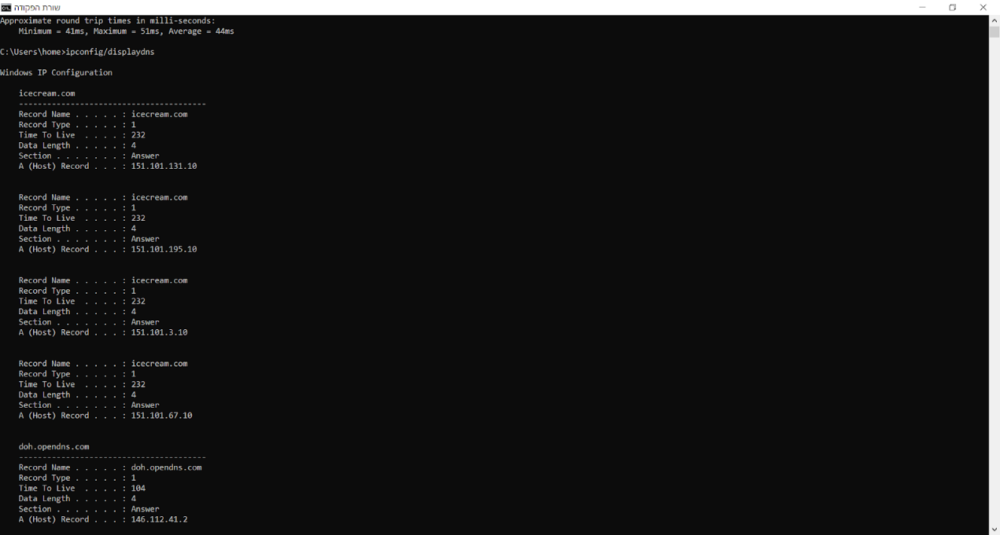 שורת הפקודה
Approximate round trip times in milli-seconds:
    Minimum = 41ms, Maximum = 51ms, Average = 44ms
C:\Users\home>ipconfig/displaydns
Windows IP Configuration
    icecream.com
    ----------------------------------------
    Record Name . . . . . : icecream.com
    Record Type . . . . . : 1
    Time To Live  . . . . : 232
    Data Length . . . . . : 4
    Section . . . . . . . : Answer
    A (Host) Record . . . : 151.101.131.10
    Record Name . . . . . : icecream.com
    Record Type . . . . . : 1
    Time To Live  . . . . : 232
    Data Length . . . . . : 4
    Section . . . . . . . : Answer
    A (Host) Record . . . : 151.101.195.10
    Record Name . . . . . : icecream.com
    Record Type . . . . . : 1
    Time To Live  . . . . : 232
    Data Length . . . . . : 4
    Section . . . . . . . : Answer
    A (Host) Record . . . : 151.101.3.10
    Record Name . . . . . : icecream.com
    Record Type . . . . . : 1
    Time To Live  . . . . : 232
    Data Length . . . . . : 4
    Section . . . . . . . : Answer
    A (Host) Record . . . : 151.101.67.10
    doh.opendns.com
    ----------------------------------------
    Record Name . . . . . : doh.opendns.com
    Record Type . . . . . : 1
    Time To Live  . . . . : 104
    Data Length . . . . . : 4
    Section . . . . . . . : Answer
    A (Host) Record . . . : 146.112.41.2